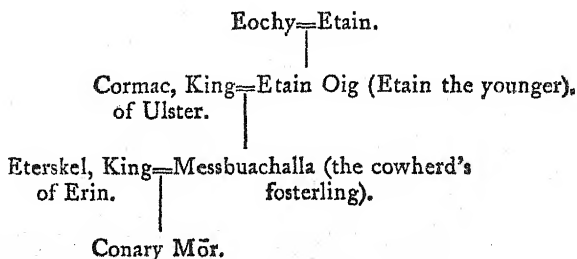 Eochy=Etain.
Cormac, King=Etain Oig (Etain the younger).
of Ulster.
Eterskel, King=Messbuachalla (the cowherd's
of Erin. fosterling).
Conary Mōr.